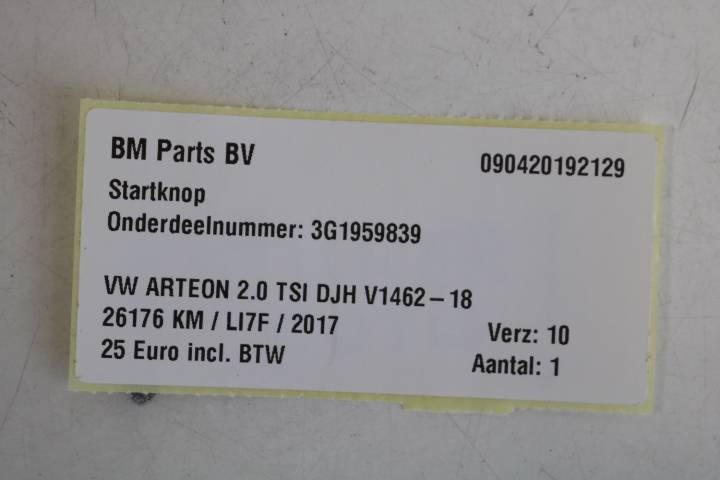 BM Parts BV 090420192129
Startknop
Onderdeelnummer: 3G1959839
VW ARTEON 2.0 TSI DJH V1462-18
26176 KM / LI7F / 2017 Verz: 10
25 Euro incl. BTW Aantal: 1